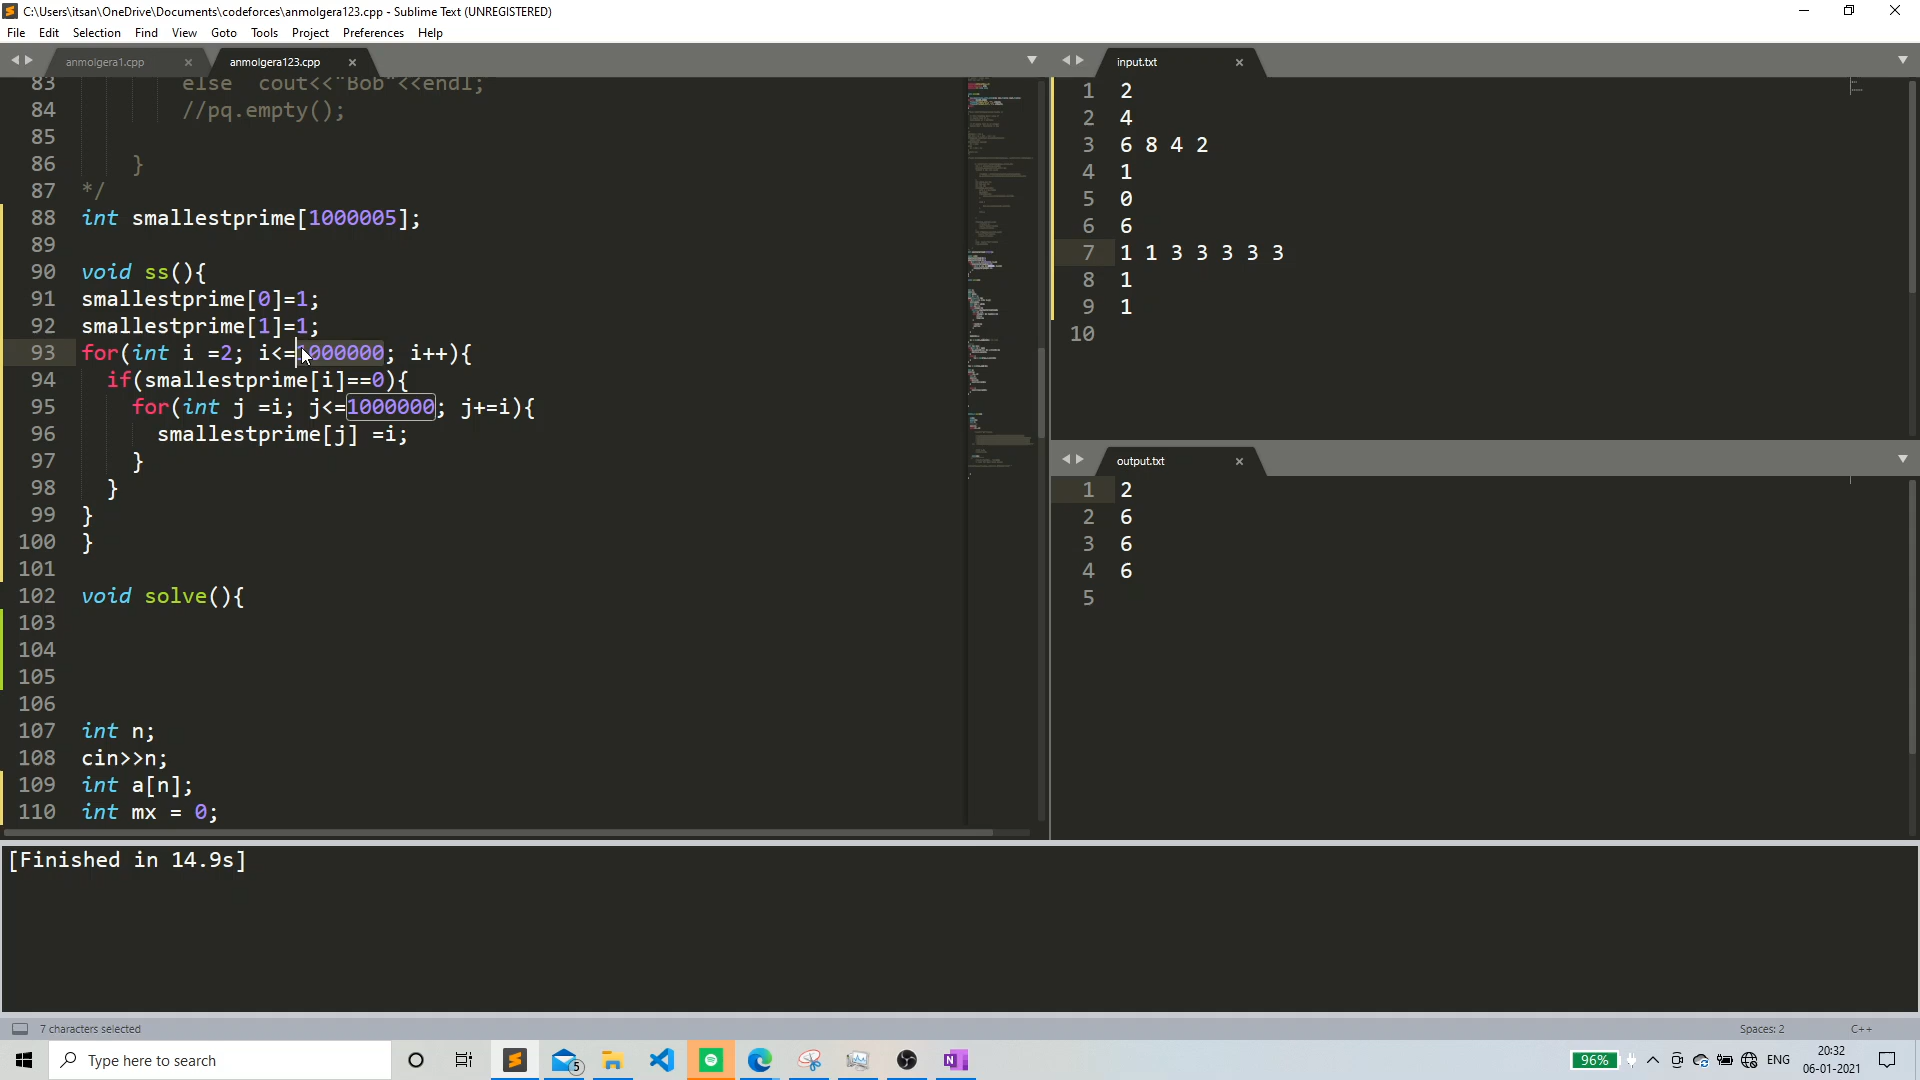 C:\Users\itsan\OneDrive\Documents\codeforces\anmolgera123.cpp - Sublime Text (UNREGISTERED)
File Edit Selection Find View Goto Tools Project Preferences Help
anmolgera1.cpp × anmolgera123.cpp ×
83 else cout<<"Bob"<<endl;
84 //pq.empty();
85
86 }
87 */
88 int smallestprime[1000005];
89
90 void ss(){
91 smallestprime[0]=1;
92 smallestprime[1]=1;
93 for(int i =2; i<=1000000; i++){
94 if(smallestprime[i]==0){
95 for(int j =i; j<=1000000; j+=i){
96 smallestprime[j] =i;
97 }
98 }
99 }
100 }
101
102 void solve(){
103
104
105
106
107 int n;
108 cin>>n;
109 int a[n];
110 int mx = 0;
input.txt ×
1 2
2 4
3 6 8 4 2
4 1
5 0
6 6
7 1 1 3 3 3 3 3
8 1
9 1
10
output.txt ×
1 2
2 6
3 6
4 6
5
[Finished in 14.9s]
7 characters selected
Spaces: 2 C++
Type here to search
5
N
96%
ENG
20:32
06-01-2021